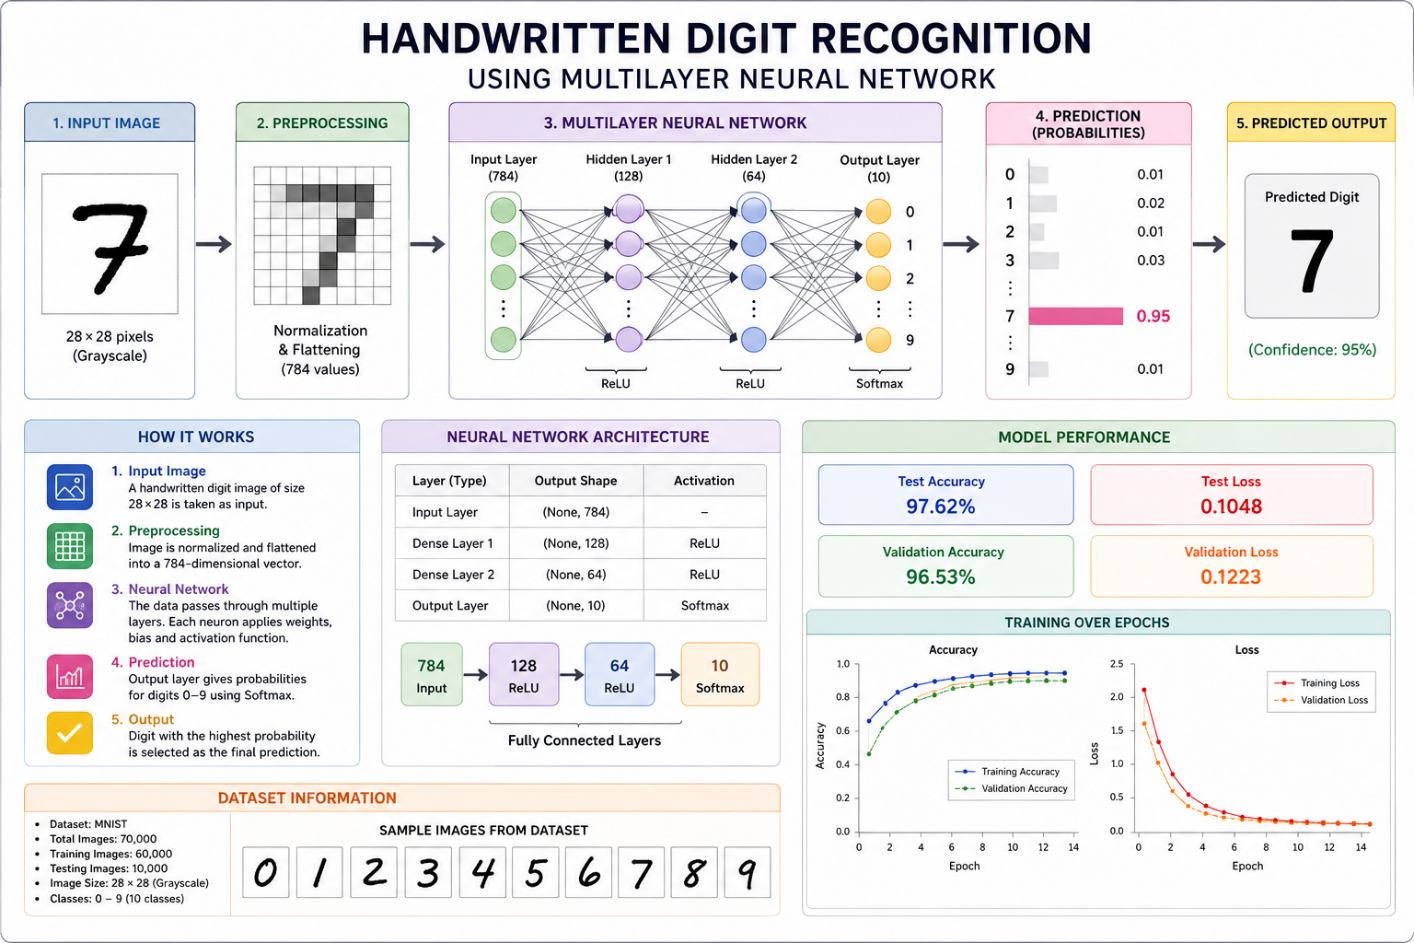 HANDWRITTEN DIGIT RECOGNITION
USING MULTILAYER NEURAL NETWORK
1. INPUT IMAGE
7
28 × 28 pixels
(Grayscale)
2. PREPROCESSING
Normalization
& Flattening
(784 values)
3. MULTILAYER NEURAL NETWORK
Input Layer
(784)
Hidden Layer 1
(128)
Hidden Layer 2
(64)
Output Layer
(10)
0
1
2
⋮
9
ReLU
ReLU
Softmax
4. PREDICTION
(PROBABILITIES)
0 0.01
1 0.02
2 0.01
3 0.03
⋮
7 0.95
⋮
9 0.01
5. PREDICTED OUTPUT
Predicted Digit
7
(Confidence: 95%)
HOW IT WORKS
1. Input Image
A handwritten digit image of size
28×28 is taken as input.
2. Preprocessing
Image is normalized and flattened
into a 784-dimensional vector.
3. Neural Network
The data passes through multiple
layers. Each neuron applies weights,
bias and activation function.
4. Prediction
Output layer gives probabilities
for digits 0–9 using Softmax.
5. Output
Digit with the highest probability
is selected as the final prediction.
NEURAL NETWORK ARCHITECTURE
Layer (Type) Output Shape Activation
Input Layer (None, 784) –
Dense Layer 1 (None, 128) ReLU
Dense Layer 2 (None, 64) ReLU
Output Layer (None, 10) Softmax
784
Input
128
ReLU
64
ReLU
10
Softmax
Fully Connected Layers
MODEL PERFORMANCE
Test Accuracy
97.62%
Test Loss
0.1048
Validation Accuracy
96.53%
Validation Loss
0.1223
TRAINING OVER EPOCHS
Accuracy
1.0
0.8
0.6
0.4
0.2
0.0
Accuracy
Training Accuracy
Validation Accuracy
0 2 4 6 8 10 12 14
Epoch
Loss
2.5
2.0
1.5
1.0
0.5
0.0
Loss
Training Loss
Validation Loss
0 2 4 6 8 10 12 14
Epoch
DATASET INFORMATION
• Dataset: MNIST
• Total Images: 70,000
• Training Images: 60,000
• Testing Images: 10,000
• Image Size: 28 × 28 (Grayscale)
• Classes: 0 – 9 (10 classes)
SAMPLE IMAGES FROM DATASET
0 1 2 3 4 5 6 7 8 9